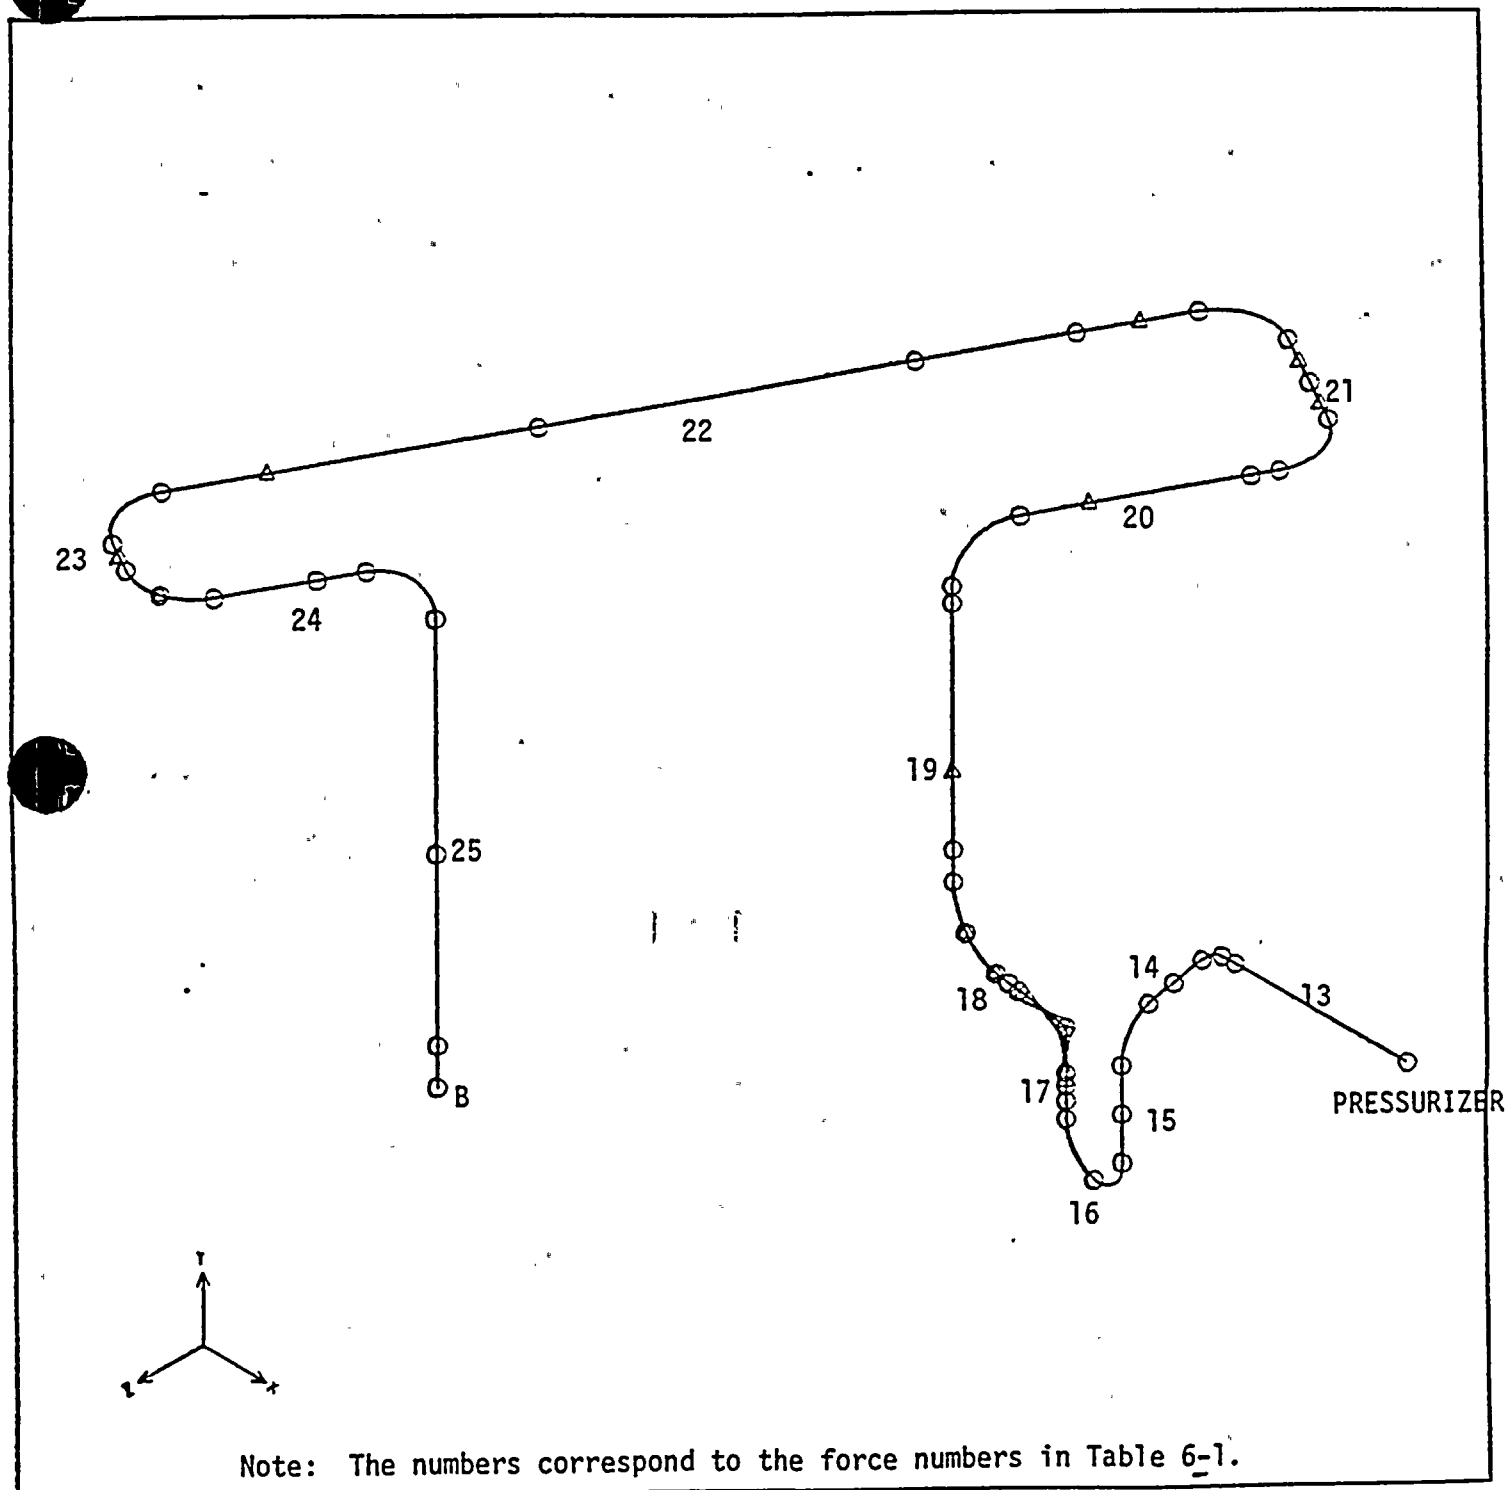 21
22
20
23
24
19
25
14
13
18
17
B
PRESSURIZER
15
16
Y
Z
X
Note: The numbers correspond to the force numbers in Table 6-1.